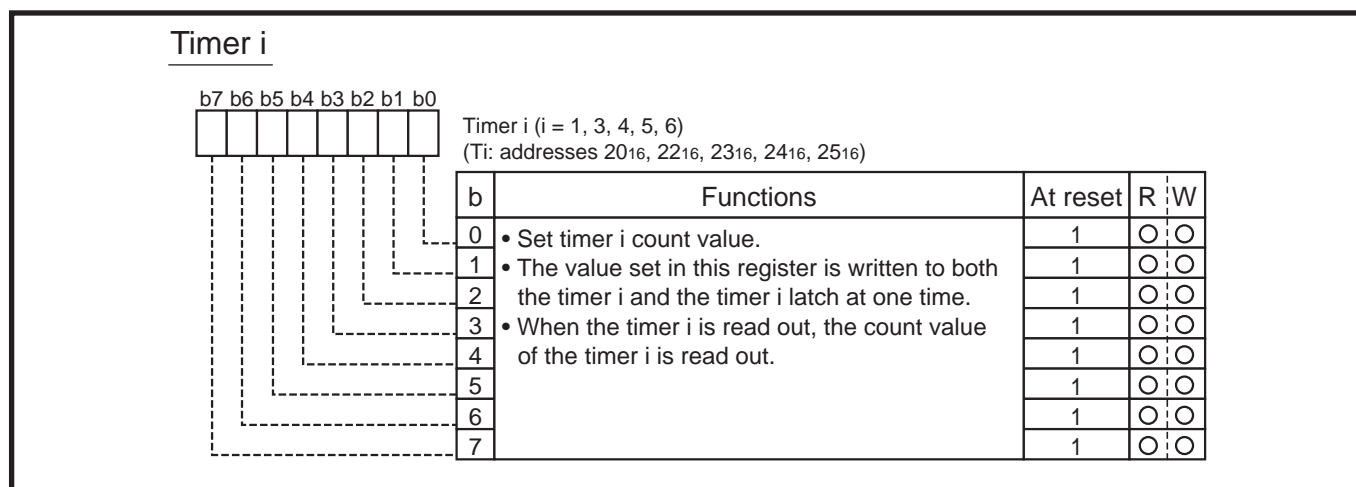 Timer i
b7 b6 b5 b4 b3 b2 b1 b0
Timer i (i = 1, 3, 4, 5, 6)
(Ti: addresses 2016, 2216, 2316, 2416, 2516)
b Functions At reset R W
0 • Set timer i count value. 1 O O
1 • The value set in this register is written to both 1 O O
2 the timer i and the timer i latch at one time. 1 O O
3 • When the timer i is read out, the count value 1 O O
4 of the timer i is read out. 1 O O
5 1 O O
6 1 O O
7 1 O O